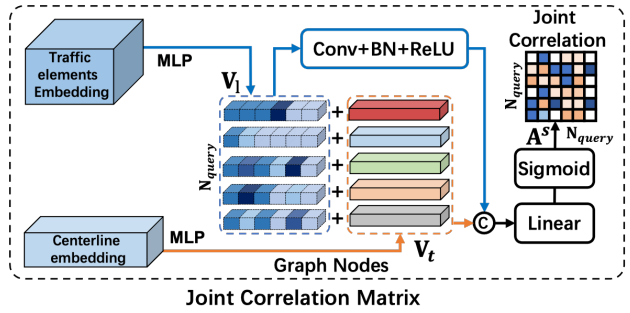 Traffic
elements
Embedding
MLP
V_l
Conv+BN+ReLU
Joint
Correlation
N_query
A^s N_query
Sigmoid
Linear
C
N_query
+
+
+
+
+
Centerline
embedding
MLP
V_t
Graph Nodes
Joint Correlation Matrix